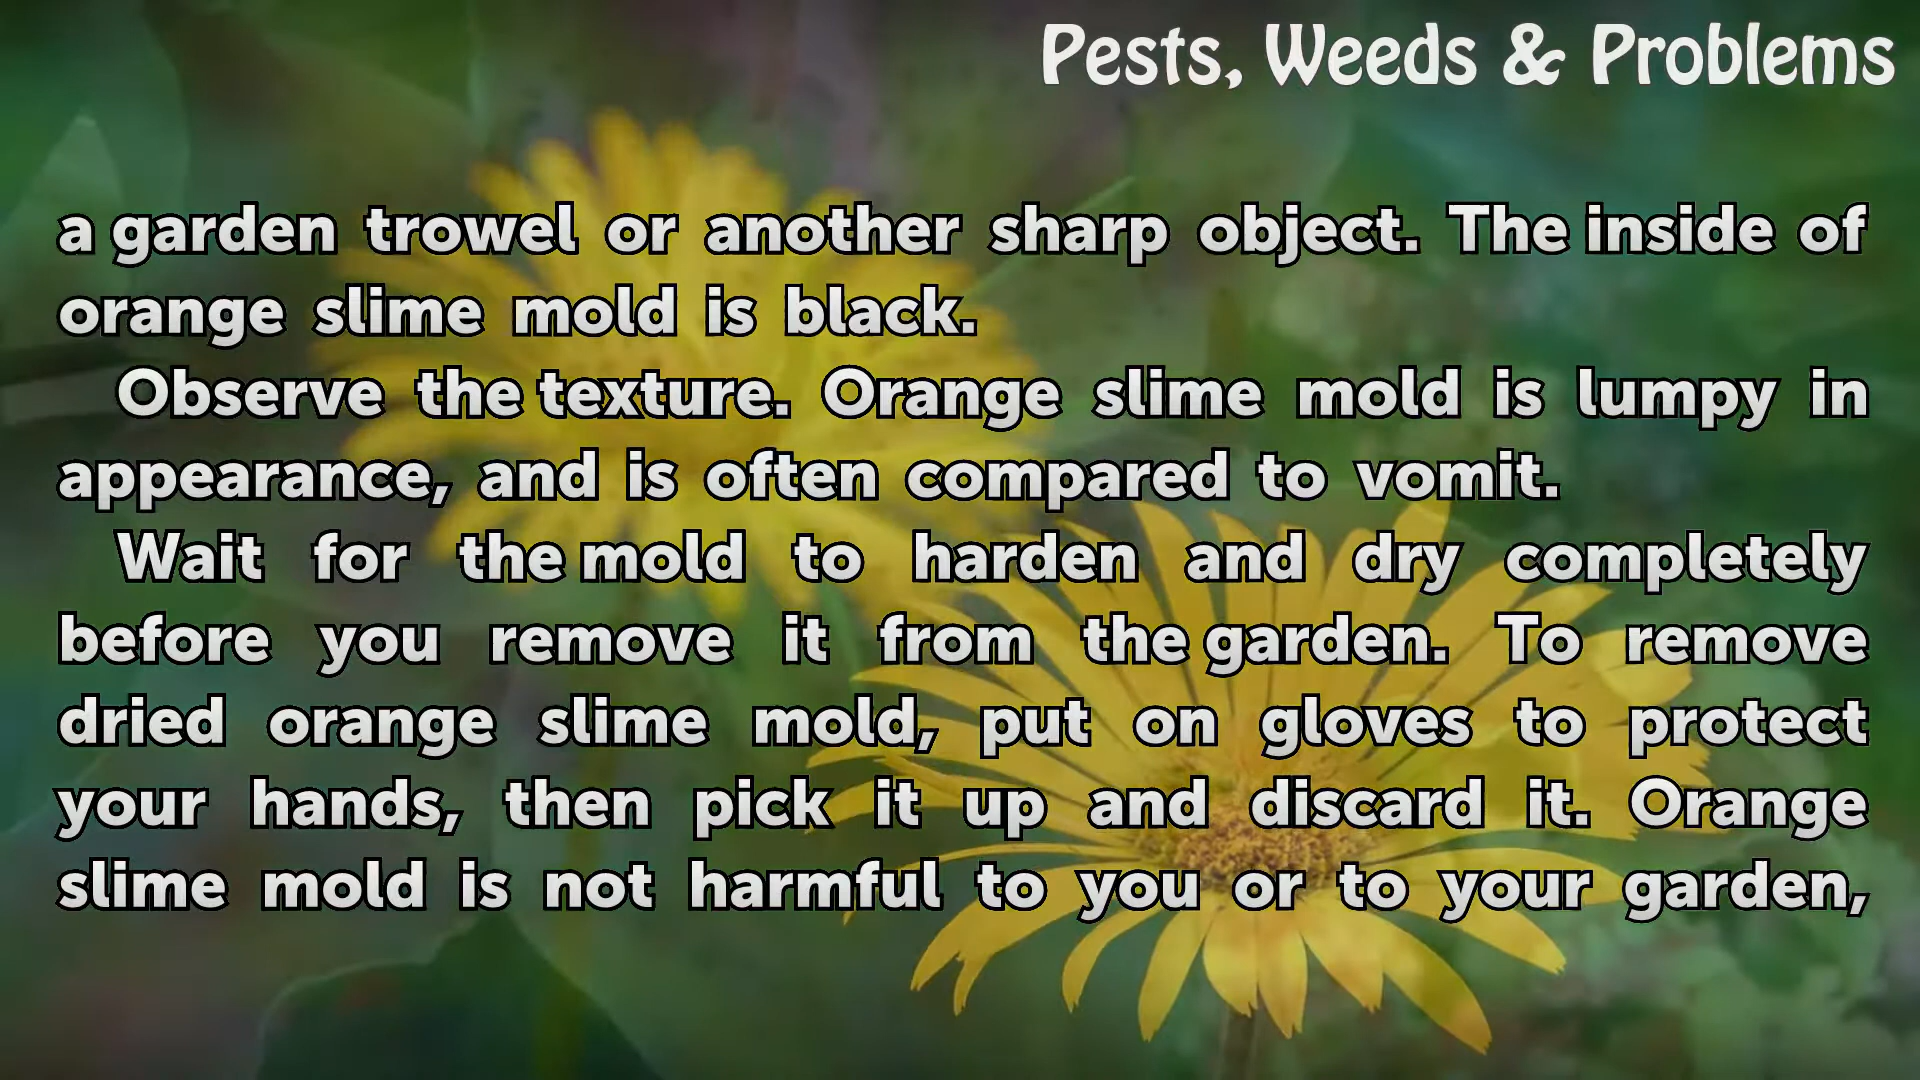 Pests, Weeds & Problems
a garden trowel or another sharp object. The inside of
orange slime mold is black.
Observe the texture. Orange slime mold is lumpy in
appearance, and is often compared to vomit.
Wait for the mold to harden and dry completely
before you remove it from the garden. To remove
dried orange slime mold, put on gloves to protect
your hands, then pick it up and discard it. Orange
slime mold is not harmful to you or to your garden,